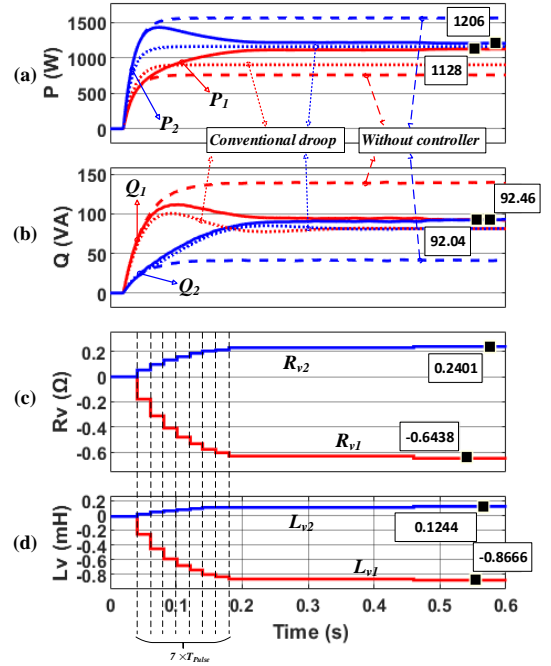 (a)
P (W)
1500
1000
500
0
1206
1128
P1
P2
Conventional droop
Without controller
(b)
Q (VA)
150
100
50
0
Q1
Q2
92.46
92.04
(c)
Rv (Ω)
0.2
0
-0.2
-0.4
-0.6
Rv2
0.2401
Rv1
-0.6438
(d)
Lv (mH)
0.2
0
-0.2
-0.4
-0.6
-0.8
Lv2
0.1244
Lv1
-0.8666
0 0.1 0.2 0.3 0.4 0.5 0.6
Time (s)
7 ×TPulse